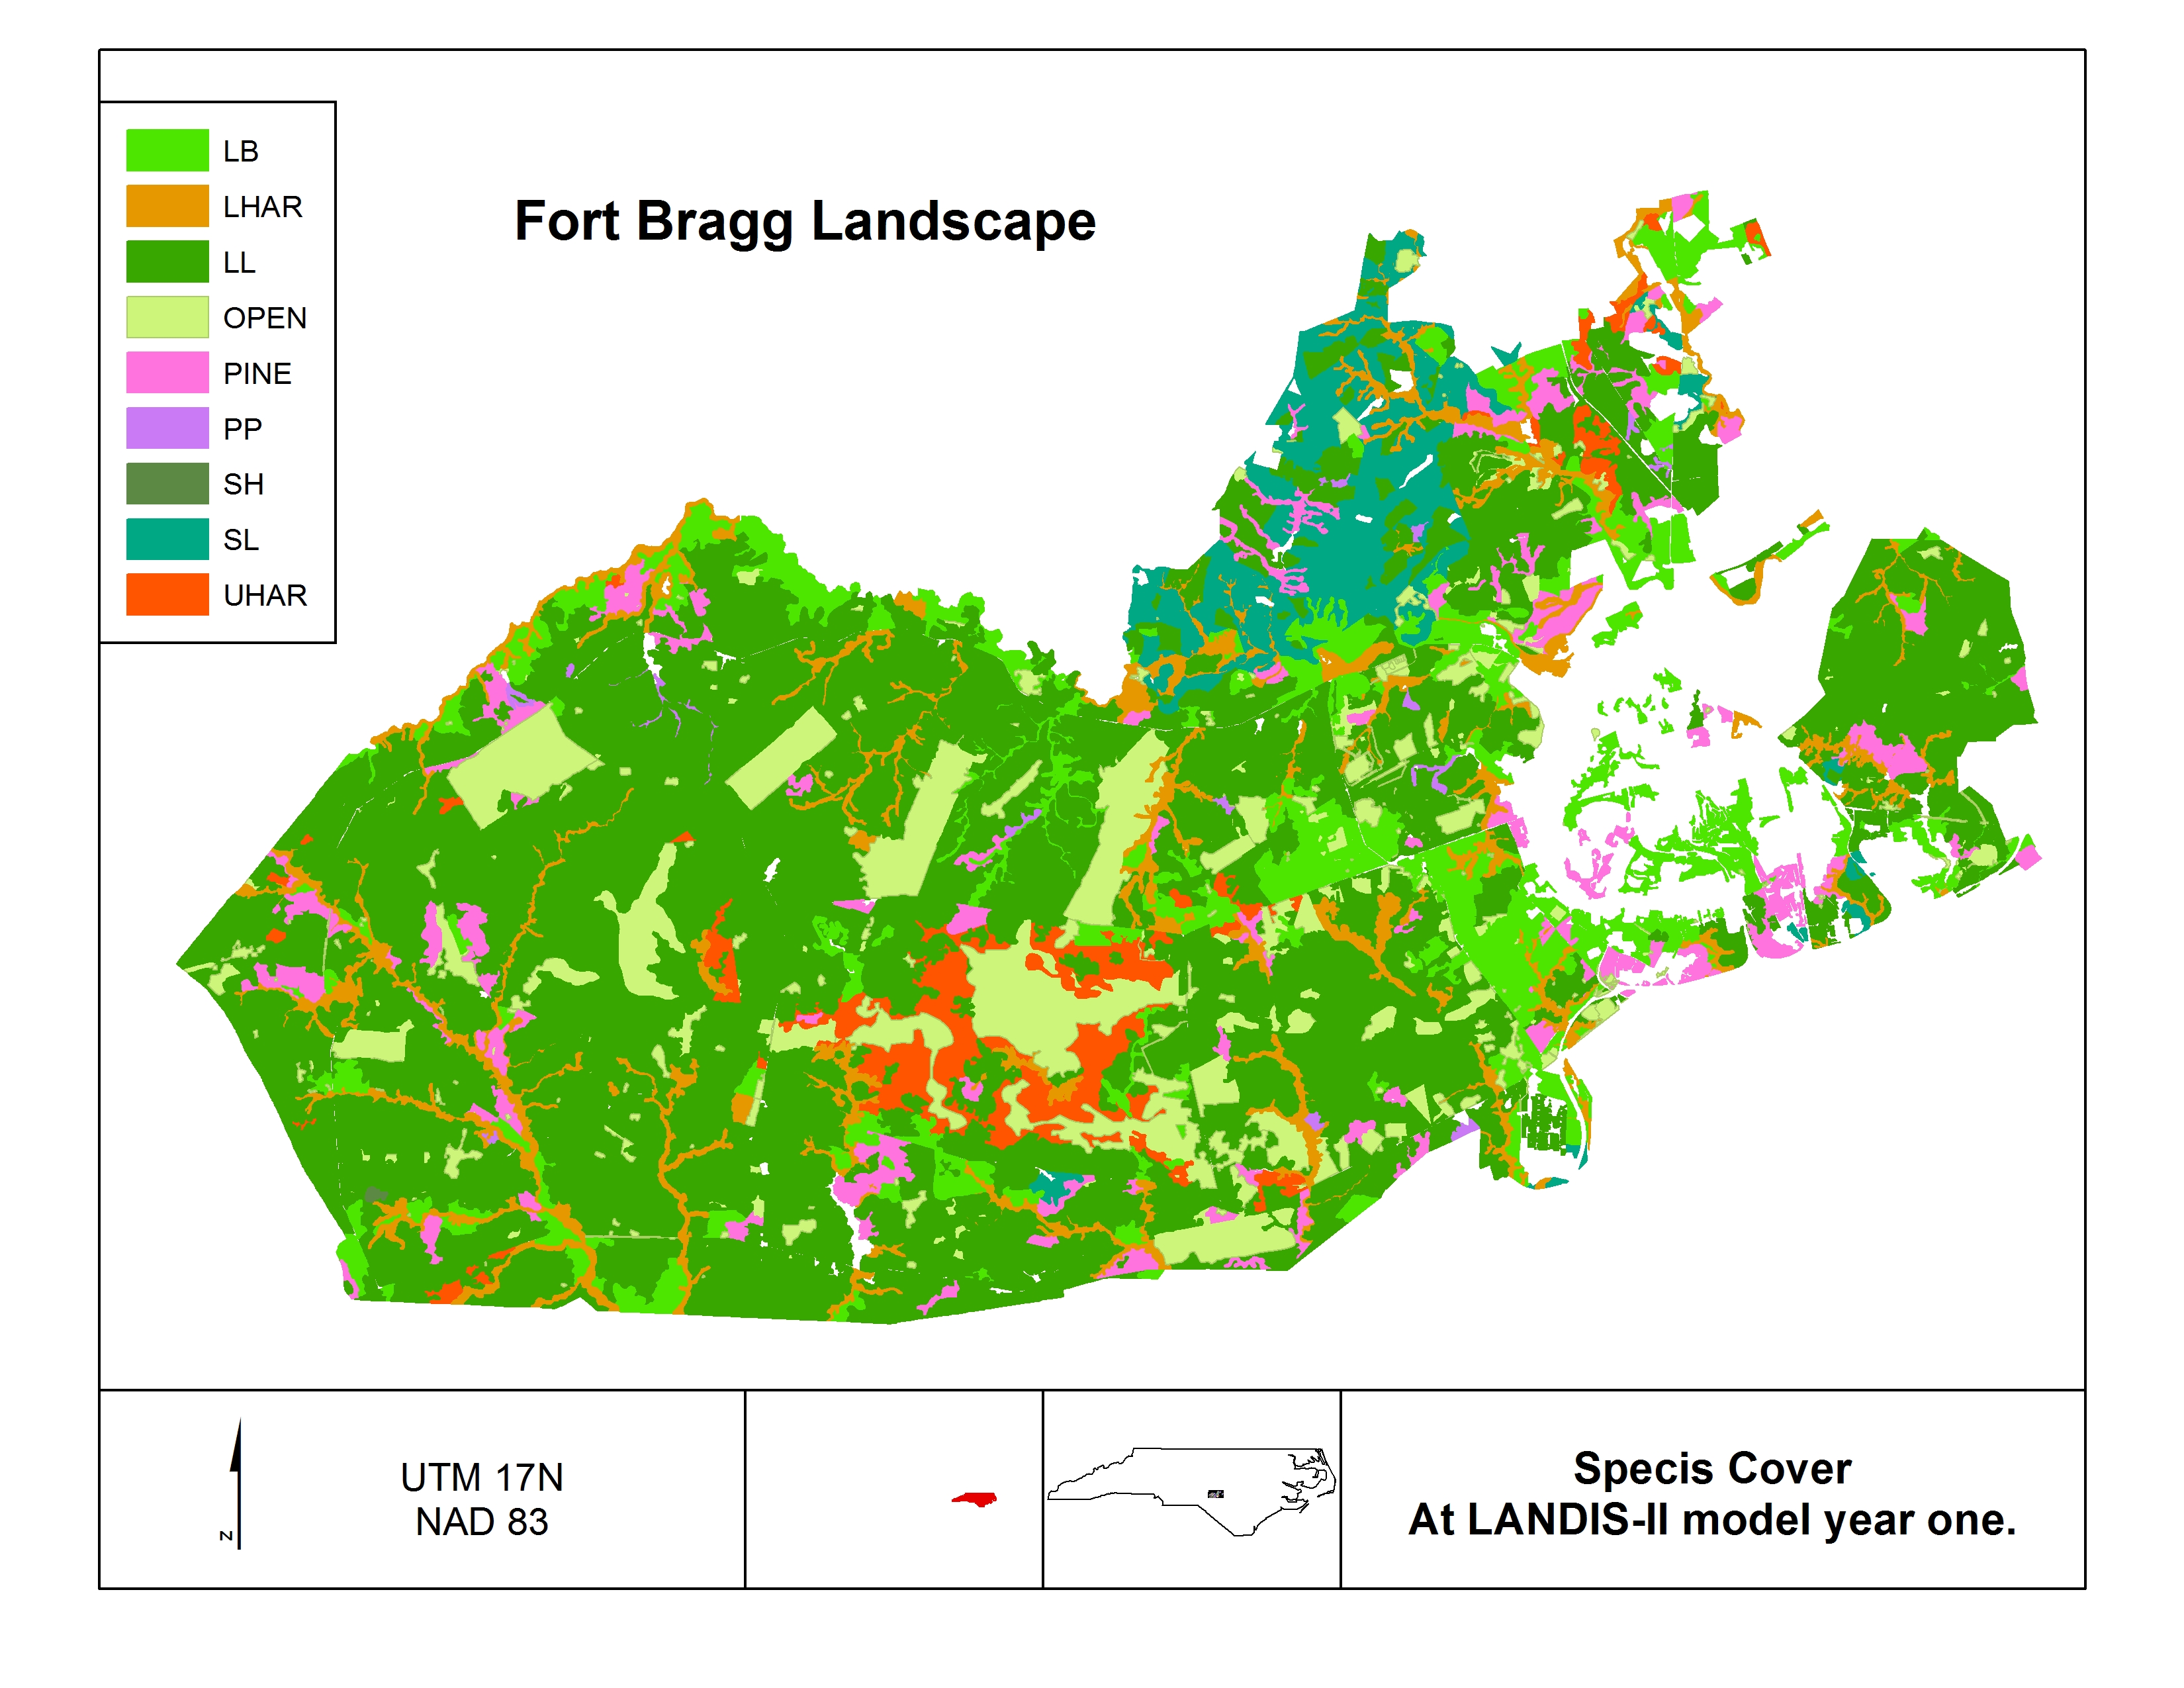 Fort Bragg Landscape
LB
LHAR
LL
OPEN
PINE
PP
SH
SL
UHAR
N
UTM 17N
NAD 83
Specis Cover
At LANDIS-II model year one.